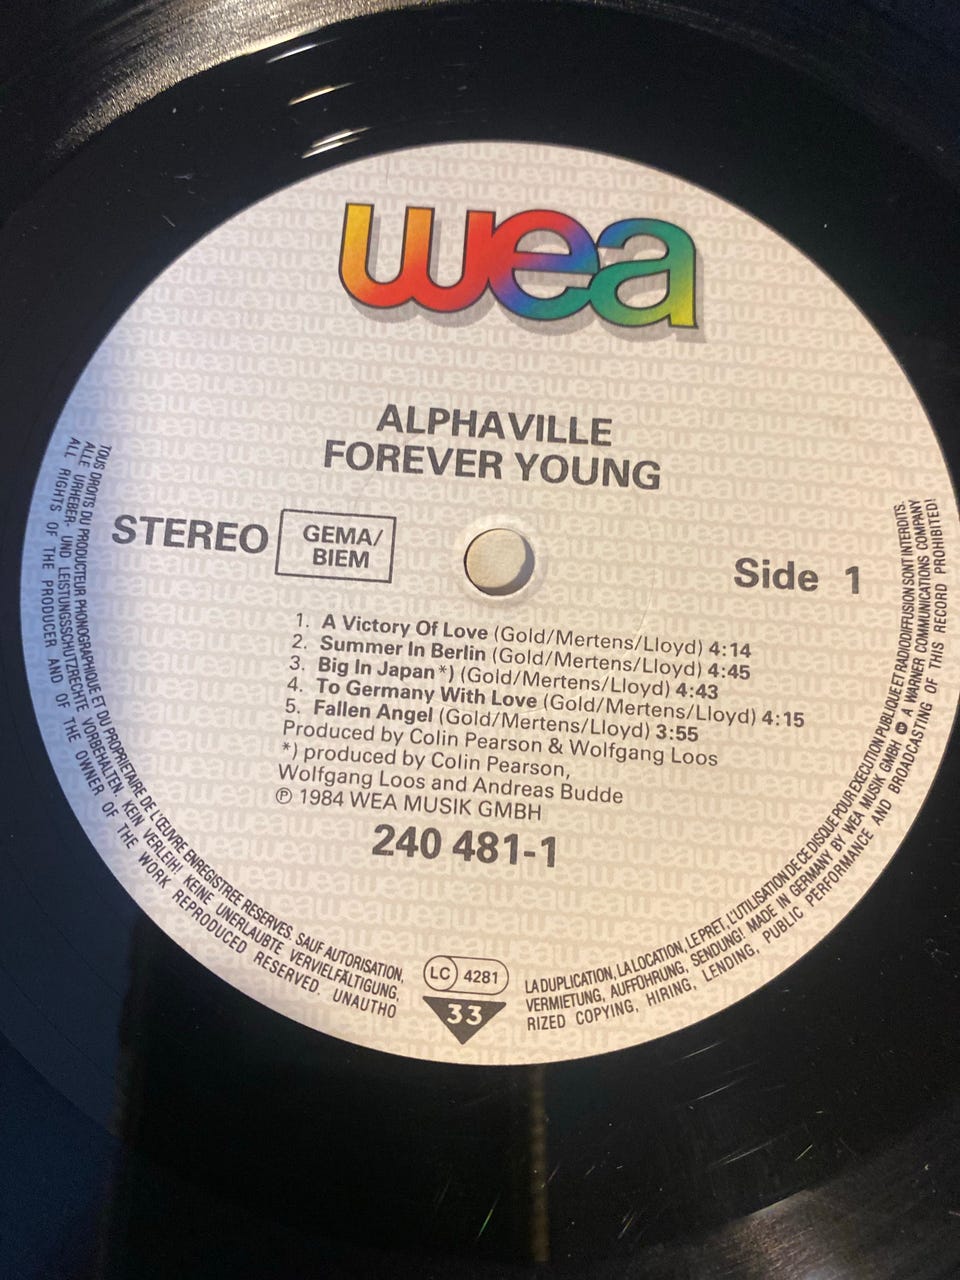 wea
ALPHAVILLE
FOREVER YOUNG
STEREO
GEMA/
BIEM
Side 1
1. A Victory Of Love (Gold/Mertens/Lloyd) 4:14
2. Summer In Berlin (Gold/Mertens/Lloyd) 4:45
3. Big In Japan*) (Gold/Mertens/Lloyd) 4:43
4. To Germany With Love (Gold/Mertens/Lloyd) 4:15
5. Fallen Angel (Gold/Mertens/Lloyd) 3:55
Produced by Colin Pearson & Wolfgang Loos
*) produced by Colin Pearson,
Wolfgang Loos and Andreas Budde
℗ 1984 WEA MUSIK GMBH
240 481-1
LC 4281
33
TOUS DROITS DU PRODUCTEUR PHONOGRAPHIQUE ET DU PROPRIETAIRE DE L'ŒUVRE ENREGISTREE RESERVES. SAUF AUTORISATION,
LA DUPLICATION, LA LOCATION, LE PRET, L'UTILISATION DE CE DISQUE POUR EXECUTION PUBLIQUE ET RADIODIFFUSION SONT INTERDITS.
ALLE URHEBER- UND LEISTUNGSSCHUTZRECHTE VORBEHALTEN. KEIN VERLEIH! KEINE UNERLAUBTE VERVIELFÄLTIGUNG,
VERMIETUNG, AUFFÜHRUNG, SENDUNG! MADE IN GERMANY BY WEA MUSIK GMBH A WARNER COMMUNICATIONS COMPANY
ALL RIGHTS OF THE PRODUCER AND OF THE OWNER OF THE WORK REPRODUCED RESERVED. UNAUTHO
RIZED COPYING, HIRING, LENDING, PUBLIC PERFORMANCE AND BROADCASTING OF THIS RECORD PROHIBITED!